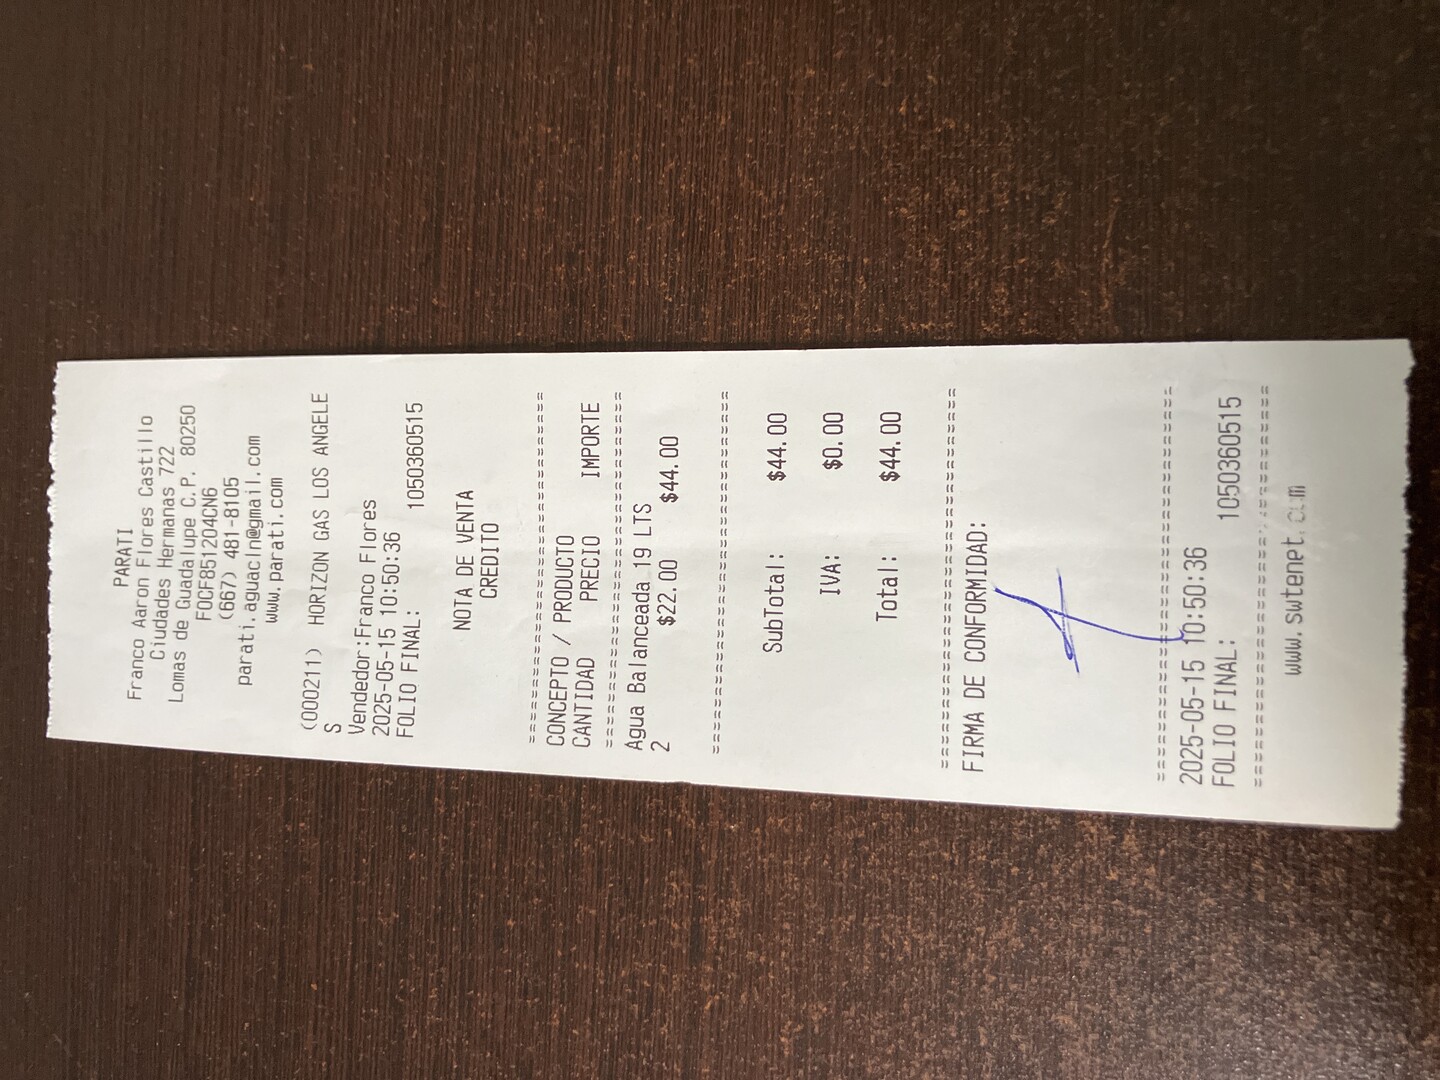 PARATI
Franco Aaron Flores Castillo
Ciudades Hermanas 722
Lomas de Guadalupe C.P. 80250
FOCF851204CN6
(667) 481-8105
parati.aguacln@gmail.com
www.parati.com
(000211) HORIZON GAS LOS ANGELE
S
Vendedor:Franco Flores
2025-05-15 10:50:36
FOLIO FINAL: 1050360515
NOTA DE VENTA
CREDITO
================================
CONCEPTO / PRODUCTO
CANTIDAD PRECIO IMPORTE
================================
Agua Balanceada 19 LTS
2 $22.00 $44.00
================================
SubTotal: $44.00
IVA: $0.00
Total: $44.00
================================
FIRMA DE CONFORMIDAD:
================================
2025-05-15 10:50:36
FOLIO FINAL: 1050360515
================================
www.swtenet.com